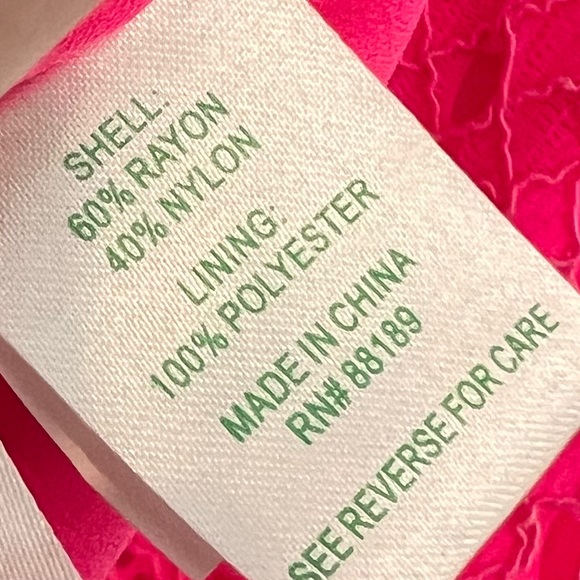 SHELL:
60% RAYON
40% NYLON
LINING:
100% POLYESTER
MADE IN CHINA
RN# 88189
SEE REVERSE FOR CARE